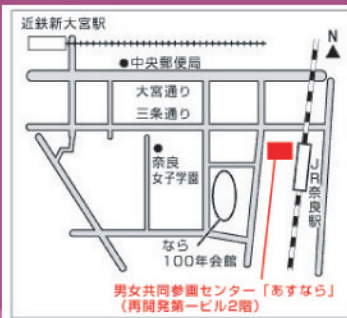 近鉄新大宮駅
N
中央郵便局
大宮通り
三条通り
奈良
女子学園
JR奈良駅
なら
100年会館
男女共同参画センター「あすなら」
(再開発第一ビル2階)